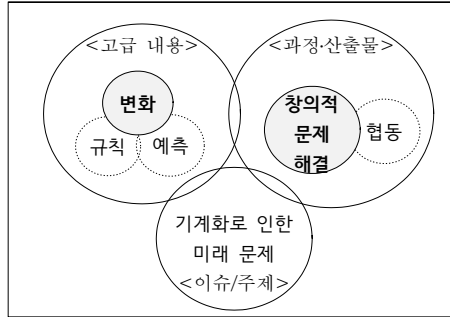 <고급 내용>
<과정·산출물>
변화
규칙
예측
창의적
문제
해결
협동
기계화로 인한
미래 문제
<이슈/주제>